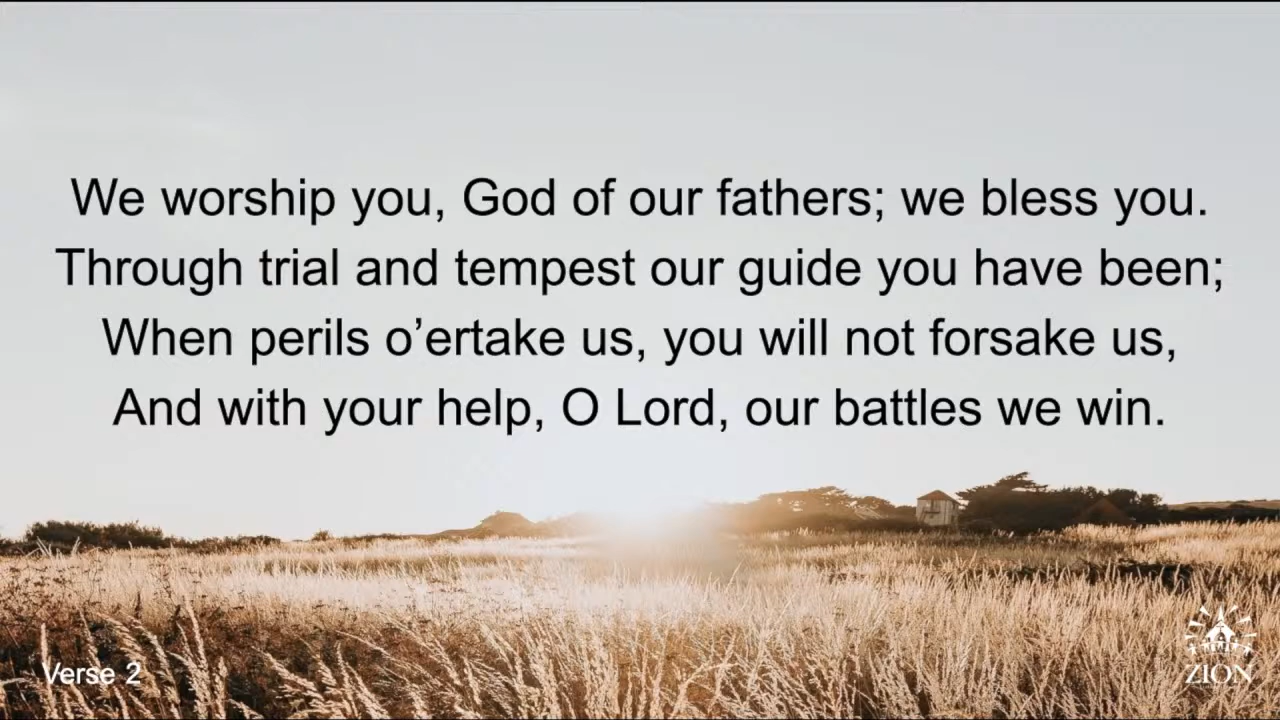 We worship you, God of our fathers; we bless you.
Through trial and tempest our guide you have been;
When perils o’ertake us, you will not forsake us,
And with your help, O Lord, our battles we win.
Verse 2
ZION